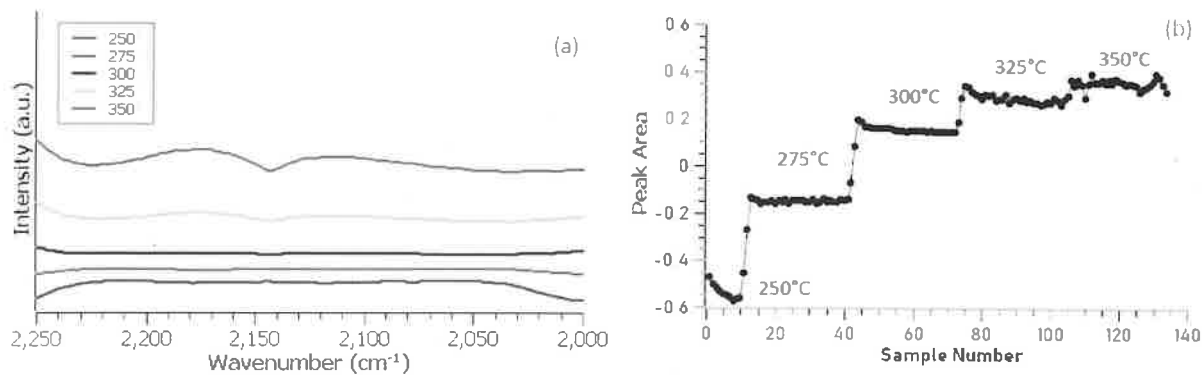 250
275
300
325
350
(a)
Intensity (a.u.)
2,250 2,200 2,150 2,100 2,050 2,000
Wavenumber (cm⁻¹)
(b)
0 6
0 4
0 2
0
-0 2
-0 4
-0 6
Peak Area
250°C
275°C
300°C
325°C
350°C
0 20 40 60 80 100 120 140
Sample Number